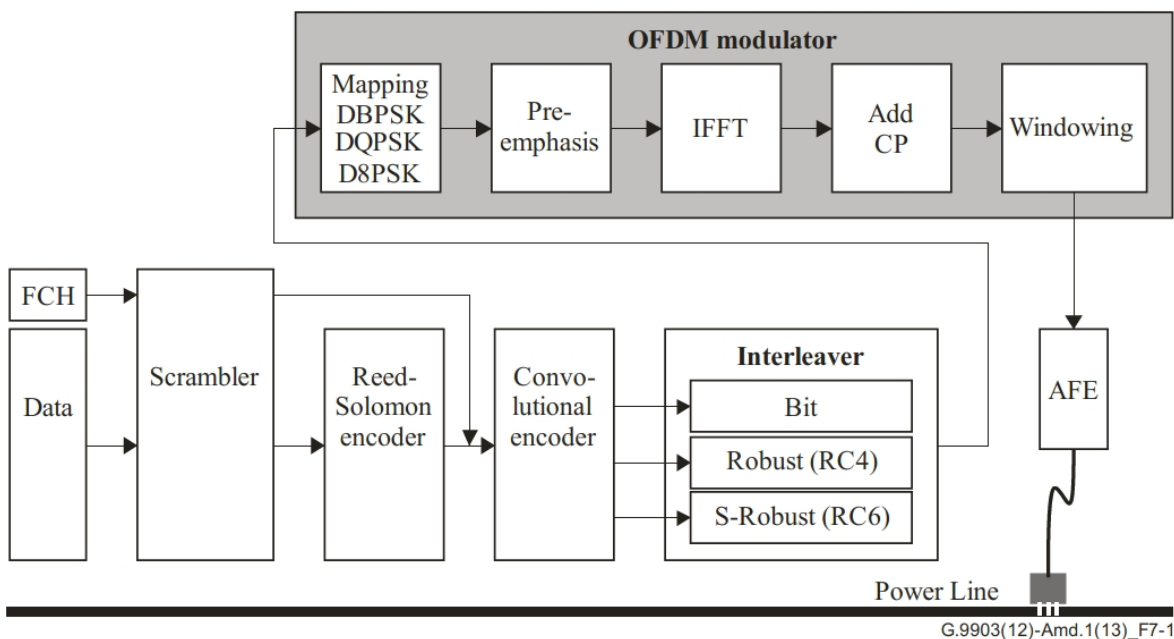 OFDM modulator
Mapping
DBPSK
DQPSK
D8PSK
Pre-
emphasis
IFFT
Add
CP
Windowing
FCH
Data
Scrambler
Reed-
Solomon
encoder
Convo-
lutional
encoder
Interleaver
Bit
Robust (RC4)
S-Robust (RC6)
AFE
Power Line
G.9903(12)-Amd.1(13)_F7-1